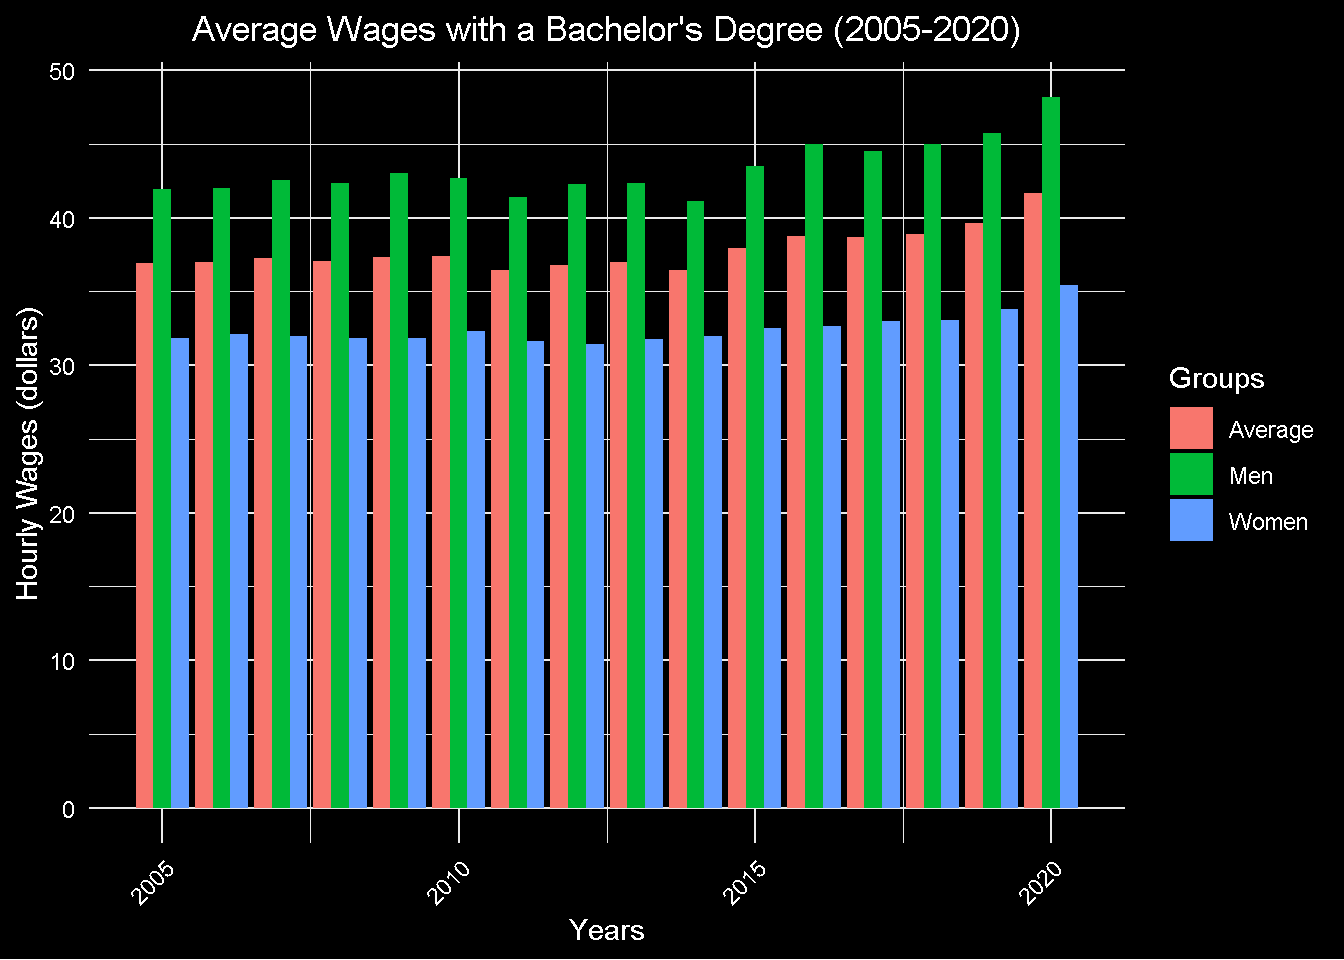 Average Wages with a Bachelor's Degree (2005-2020)
50
40
30
20
10
0
Hourly Wages (dollars)
2005
2010
2015
2020
Years
Groups
Average
Men
Women